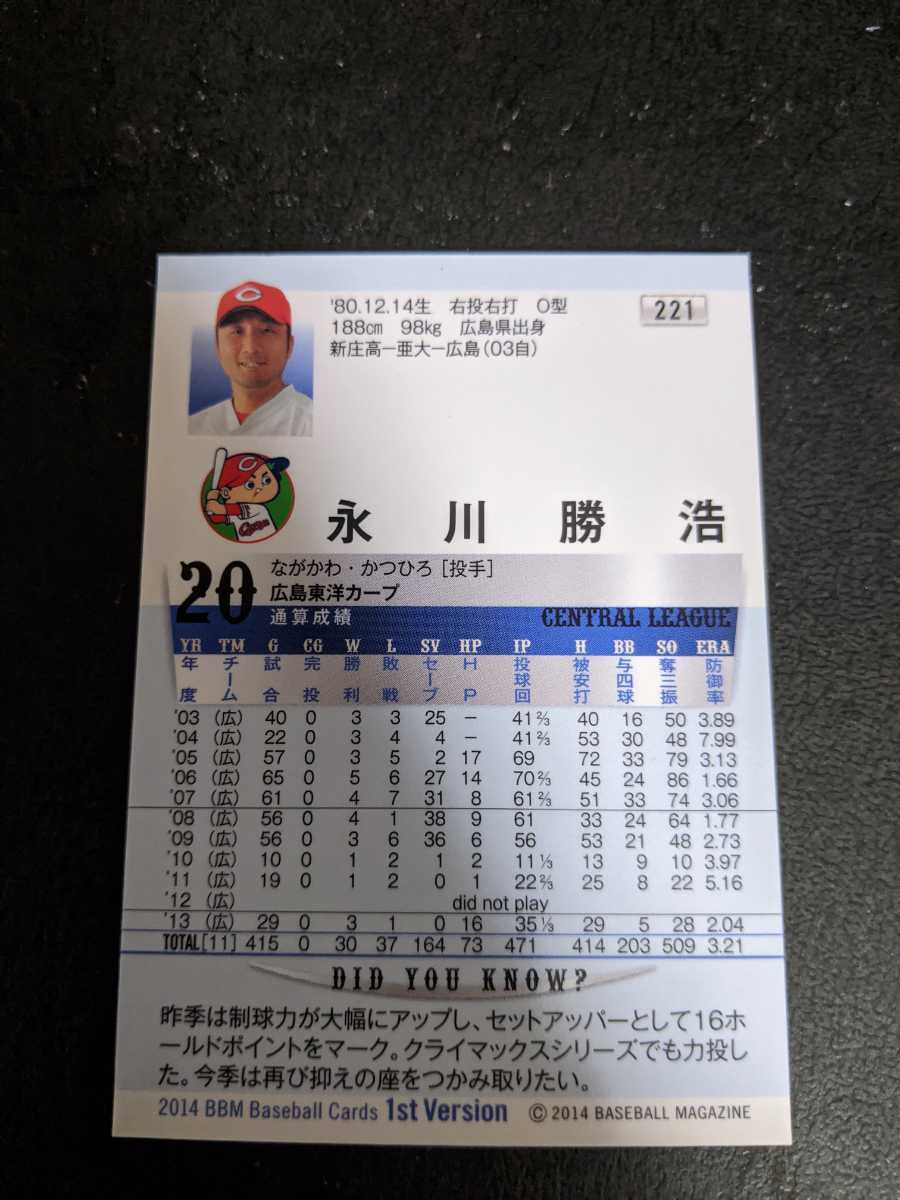 '80.12.14生 右投右打 O型
221
188cm 98kg 広島県出身
新庄高ー亜大ー広島(03自)
永川勝浩
20
ながかわ・かつひろ[投手]
広島東洋カープ
通算成績 CENTRAL LEAGUE
YR TM G CG W L SV HP IP H BB SO ERA
年度 チーム 試合 完投 勝利 敗戦 セーブ HP 投球回 被安打 与四球 奪三振 防御率
'03 (広) 40 0 3 3 25 − 41 2/3 40 16 50 3.89
'04 (広) 22 0 3 4 4 − 41 2/3 53 30 48 7.99
'05 (広) 57 0 3 5 2 17 69 72 33 79 3.13
'06 (広) 65 0 5 6 27 14 70 2/3 45 24 86 1.66
'07 (広) 61 0 4 7 31 8 61 2/3 51 33 74 3.06
'08 (広) 56 0 4 1 38 9 61 33 24 64 1.77
'09 (広) 56 0 3 6 36 6 56 53 21 48 2.73
'10 (広) 10 0 1 2 1 2 11 1/3 13 9 10 3.97
'11 (広) 19 0 1 2 0 1 22 2/3 25 8 22 5.16
'12 (広) did not play
'13 (広) 29 0 3 1 0 16 35 1/3 29 5 28 2.04
TOTAL[11] 415 0 30 37 164 73 471 414 203 509 3.21
DID YOU KNOW?
昨季は制球力が大幅にアップし、セットアッパーとして16ホ
ールドポイントをマーク。クライマックスシリーズでも力投し
た。今季は再び抑えの座をつかみ取りたい。
2014 BBM Baseball Cards 1st Version © 2014 BASEBALL MAGAZINE